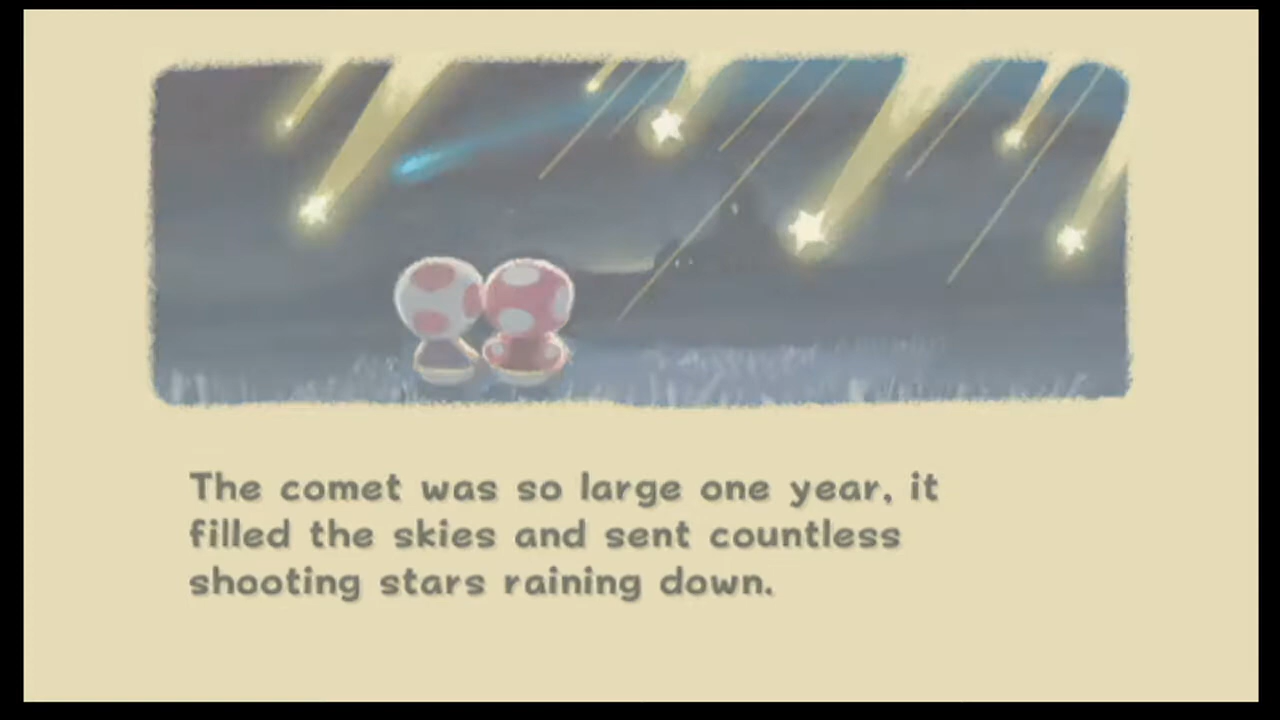 The comet was so large one year, it
filled the skies and sent countless
shooting stars raining down.